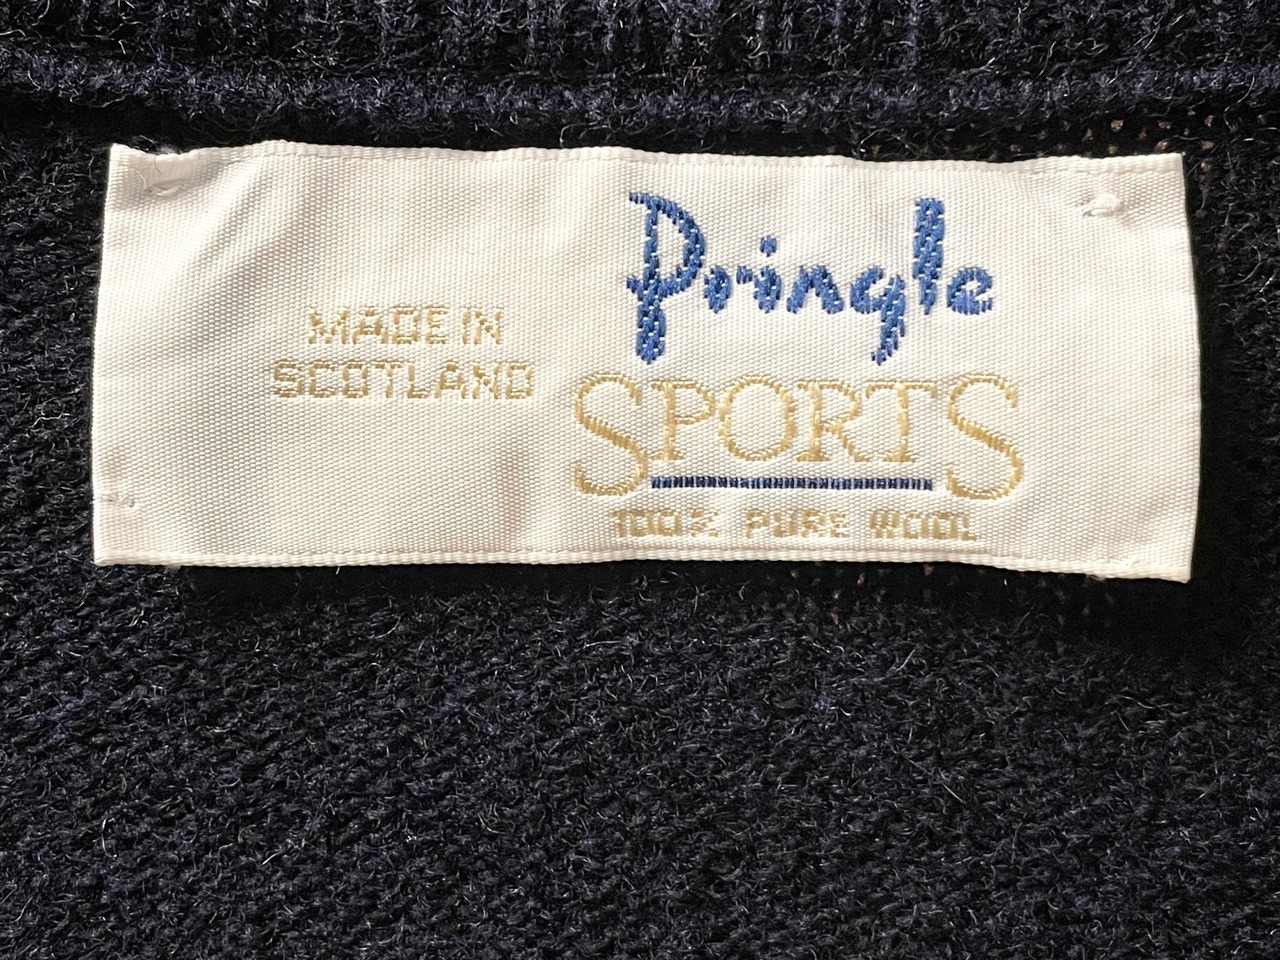 MADE IN
SCOTLAND
Pringle
SPORTS
100% PURE WOOL